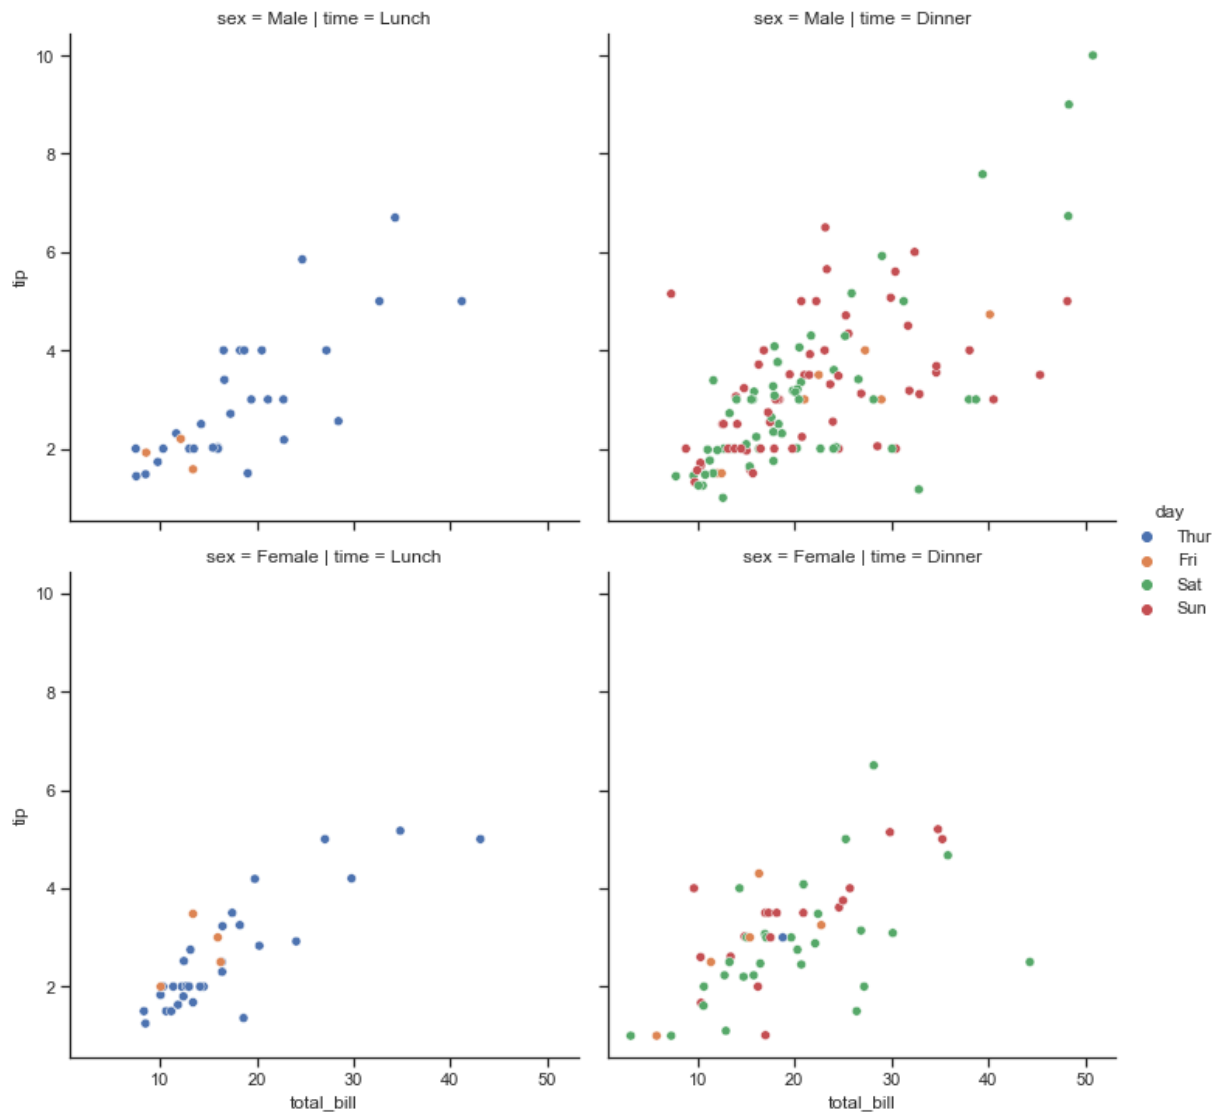 sex = Male | time = Lunch
sex = Male | time = Dinner
10
8
6
4
2
tip
day
Thur
Fri
Sat
Sun
sex = Female | time = Lunch
sex = Female | time = Dinner
10
8
6
4
2
tip
10 20 30 40 50
10 20 30 40 50
total_bill
total_bill